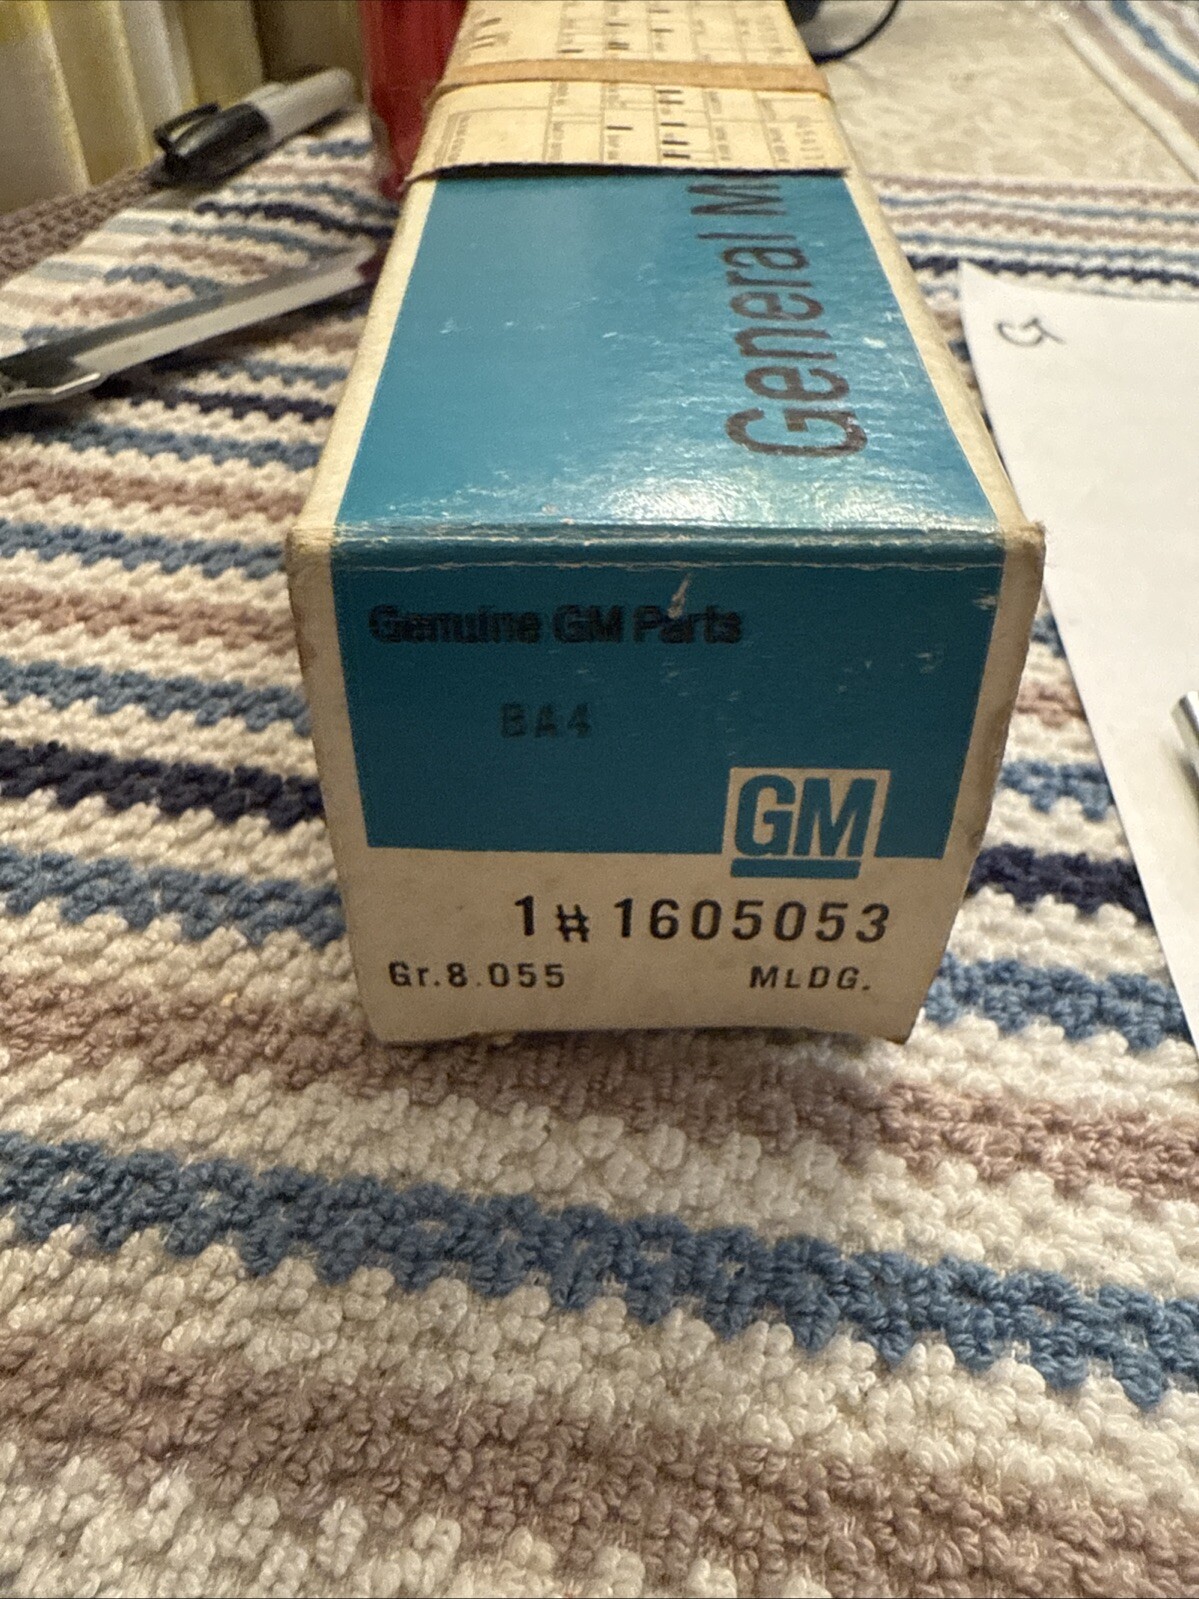 General M
Genuine GM Parts
BA4
GM
1 # 1605053
Gr.8.055 MLDG.
G